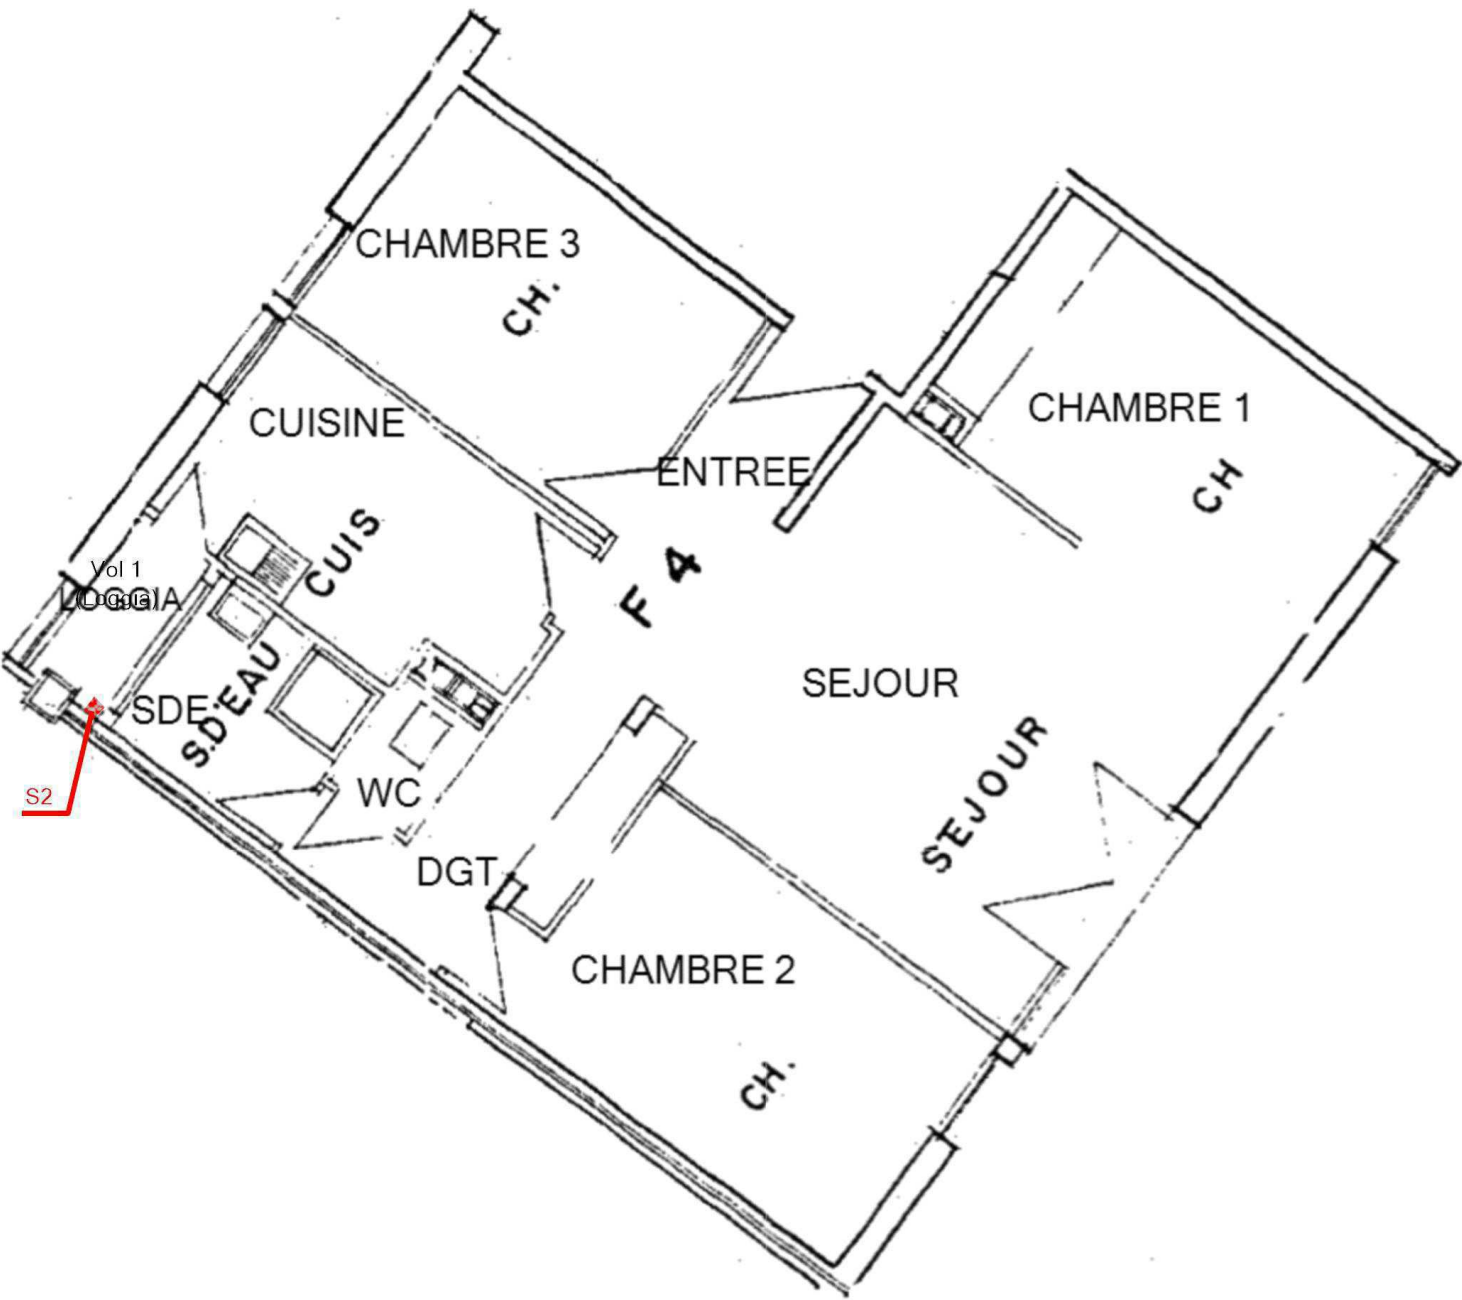 CHAMBRE 3
CH.
CHAMBRE 1
CH
CUISINE
ENTREE
CUIS
F 4
Vol 1
(Loggia)
LOGGIA
SEJOUR
SDE
S.D'EAU
SEJOUR
S2
WC
DGT
CHAMBRE 2
CH.